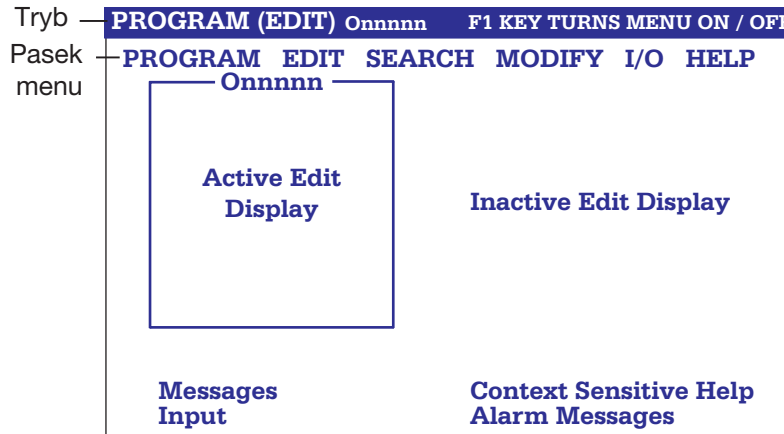 Tryb
PROGRAM (EDIT) Onnnnn F1 KEY TURNS MENU ON / OFF
Pasek menu
PROGRAM EDIT SEARCH MODIFY I/O HELP
Onnnnn
Active Edit
Display
Inactive Edit Display
Messages
Input
Context Sensitive Help
Alarm Messages